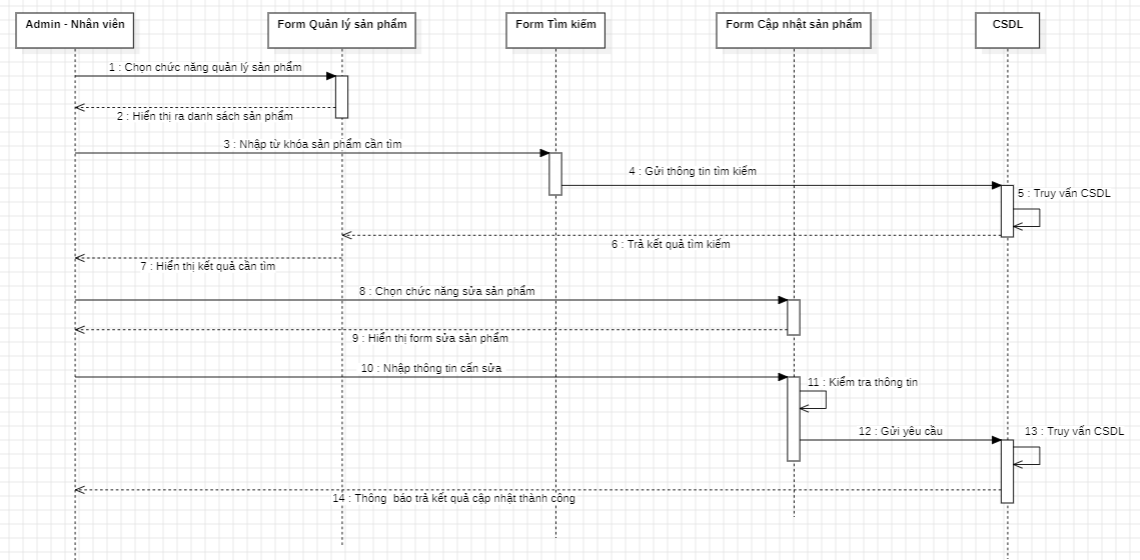 Admin - Nhân viên
Form Quản lý sản phẩm
Form Tìm kiếm
Form Cập nhật sản phẩm
CSDL
1 : Chọn chức năng quản lý sản phẩm
2 : Hiển thị ra danh sách sản phẩm
3 : Nhập từ khóa sản phẩm cần tìm
4 : Gửi thông tin tìm kiếm
5 : Truy vấn CSDL
6 : Trả kết quả tìm kiếm
7 : Hiển thị kết quả cần tìm
8 : Chọn chức năng sửa sản phẩm
9 : Hiển thị form sửa sản phẩm
10 : Nhập thông tin cấn sửa
11 : Kiểm tra thông tin
12 : Gửi yêu cầu
13 : Truy vấn CSDL
14 : Thông báo trả kết quả cập nhật thành công